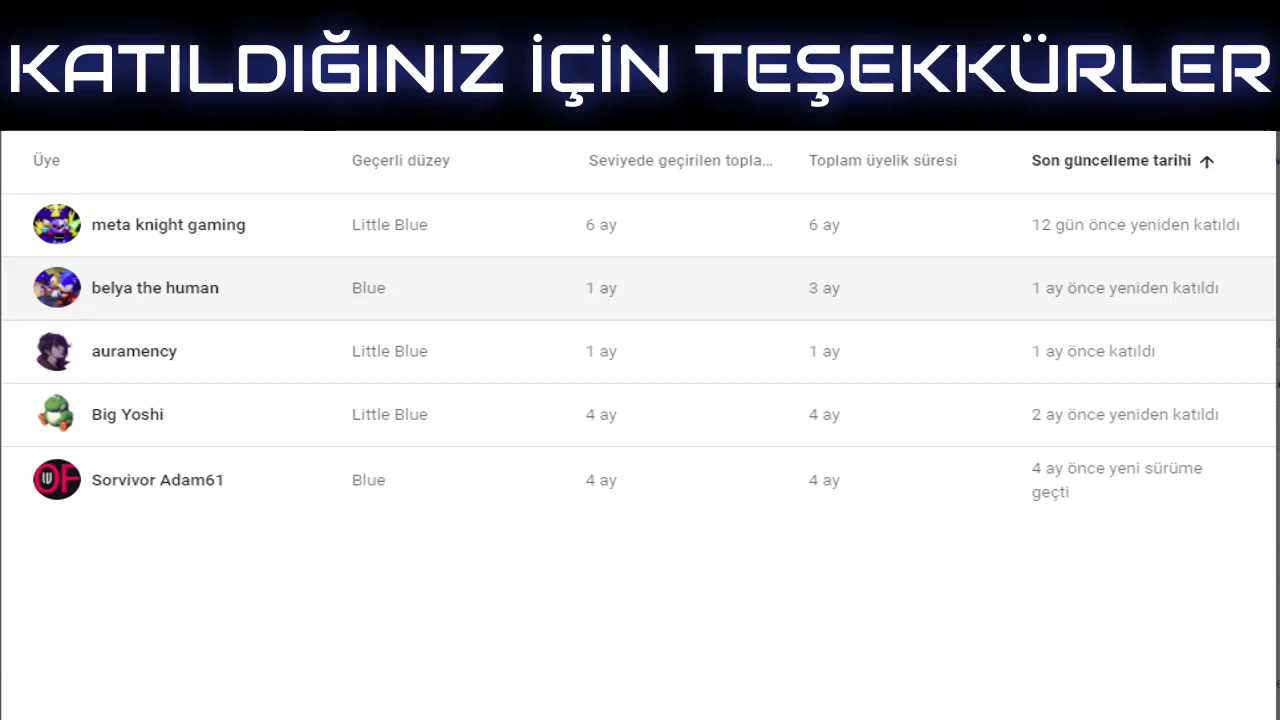 KATILDIĞINIZ İÇİN TEŞEKKÜRLER
Üye Geçerli düzey Seviyede geçirilen topla... Toplam üyelik süresi Son güncelleme tarihi
meta knight gaming Little Blue 6 ay 6 ay 12 gün önce yeniden katıldı
belya the human Blue 1 ay 3 ay 1 ay önce yeniden katıldı
auramency Little Blue 1 ay 1 ay 1 ay önce katıldı
Big Yoshi Little Blue 4 ay 4 ay 2 ay önce yeniden katıldı
Sorvivor Adam61 Blue 4 ay 4 ay 4 ay önce yeni sürüme
geçti